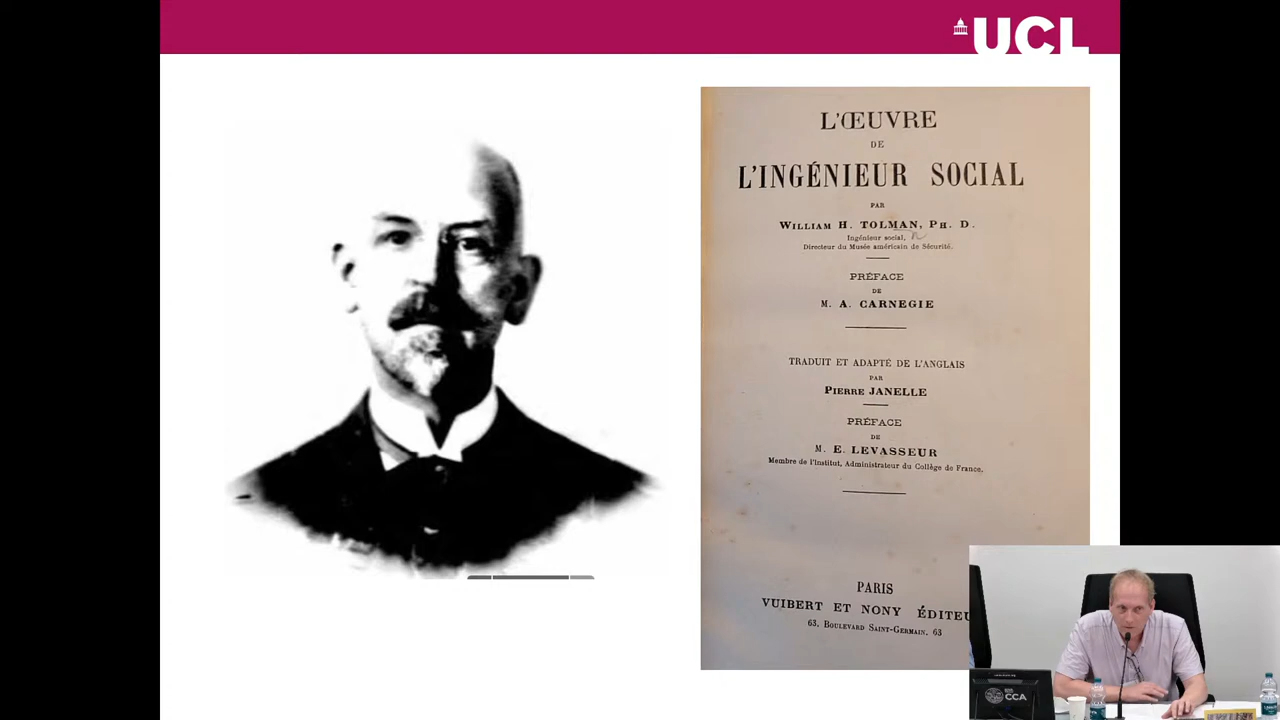 UCL
L'ŒUVRE
DE
L'INGÉNIEUR SOCIAL
PAR
WILLIAM H. TOLMAN, PH. D.
Ingénieur social,
Directeur du Musée américain de Sécurité.
PRÉFACE
DE
M. A. CARNEGIE
TRADUIT ET ADAPTÉ DE L'ANGLAIS
PAR
PIERRE JANELLE
PRÉFACE
DE
M. E. LEVASSEUR
Membre de l'Institut, Administrateur du Collège de France.
PARIS
VUIBERT ET NONY ÉDITEU
63, BOULEVARD SAINT-GERMAIN, 63
CCA